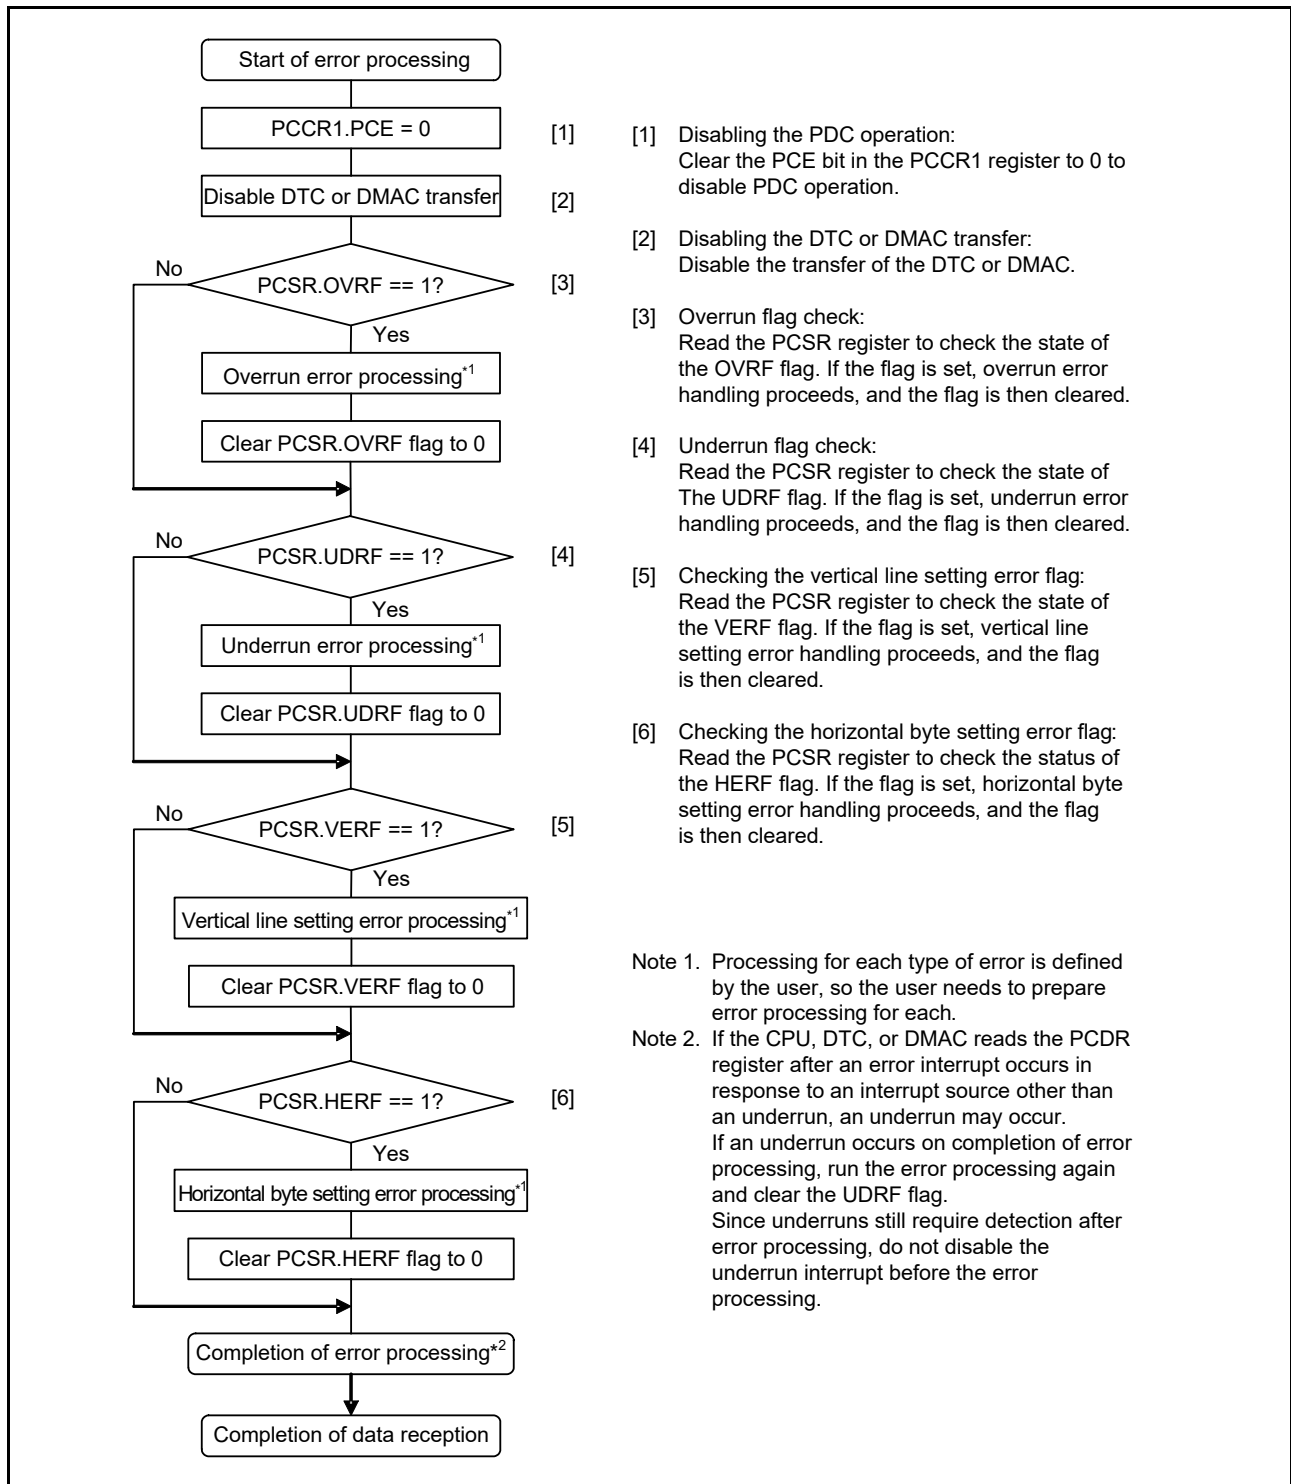 Start of error processing
PCCR1.PCE = 0
[1]
Disable DTC or DMAC transfer
[2]
No
PCSR.OVRF == 1?
[3]
Yes
Overrun error processing*1
Clear PCSR.OVRF flag to 0
No
PCSR.UDRF == 1?
[4]
Yes
Underrun error processing*1
Clear PCSR.UDRF flag to 0
No
PCSR.VERF == 1?
[5]
Yes
Vertical line setting error processing*1
Clear PCSR.VERF flag to 0
No
PCSR.HERF == 1?
[6]
Yes
Horizontal byte setting error processing*1
Clear PCSR.HERF flag to 0
Completion of error processing*2
Completion of data reception
[1] Disabling the PDC operation:
Clear the PCE bit in the PCCR1 register to 0 to
disable PDC operation.
[2] Disabling the DTC or DMAC transfer:
Disable the transfer of the DTC or DMAC.
[3] Overrun flag check:
Read the PCSR register to check the state of
the OVRF flag. If the flag is set, overrun error
handling proceeds, and the flag is then cleared.
[4] Underrun flag check:
Read the PCSR register to check the state of
The UDRF flag. If the flag is set, underrun error
handling proceeds, and the flag is then cleared.
[5] Checking the vertical line setting error flag:
Read the PCSR register to check the state of
the VERF flag. If the flag is set, vertical line
setting error handling proceeds, and the flag
is then cleared.
[6] Checking the horizontal byte setting error flag:
Read the PCSR register to check the status of
the HERF flag. If the flag is set, horizontal byte
setting error handling proceeds, and the flag
is then cleared.
Note 1. Processing for each type of error is defined
by the user, so the user needs to prepare
error processing for each.
Note 2. If the CPU, DTC, or DMAC reads the PCDR
register after an error interrupt occurs in
response to an interrupt source other than
an underrun, an underrun may occur.
If an underrun occurs on completion of error
processing, run the error processing again
and clear the UDRF flag.
Since underruns still require detection after
error processing, do not disable the
underrun interrupt before the error
processing.